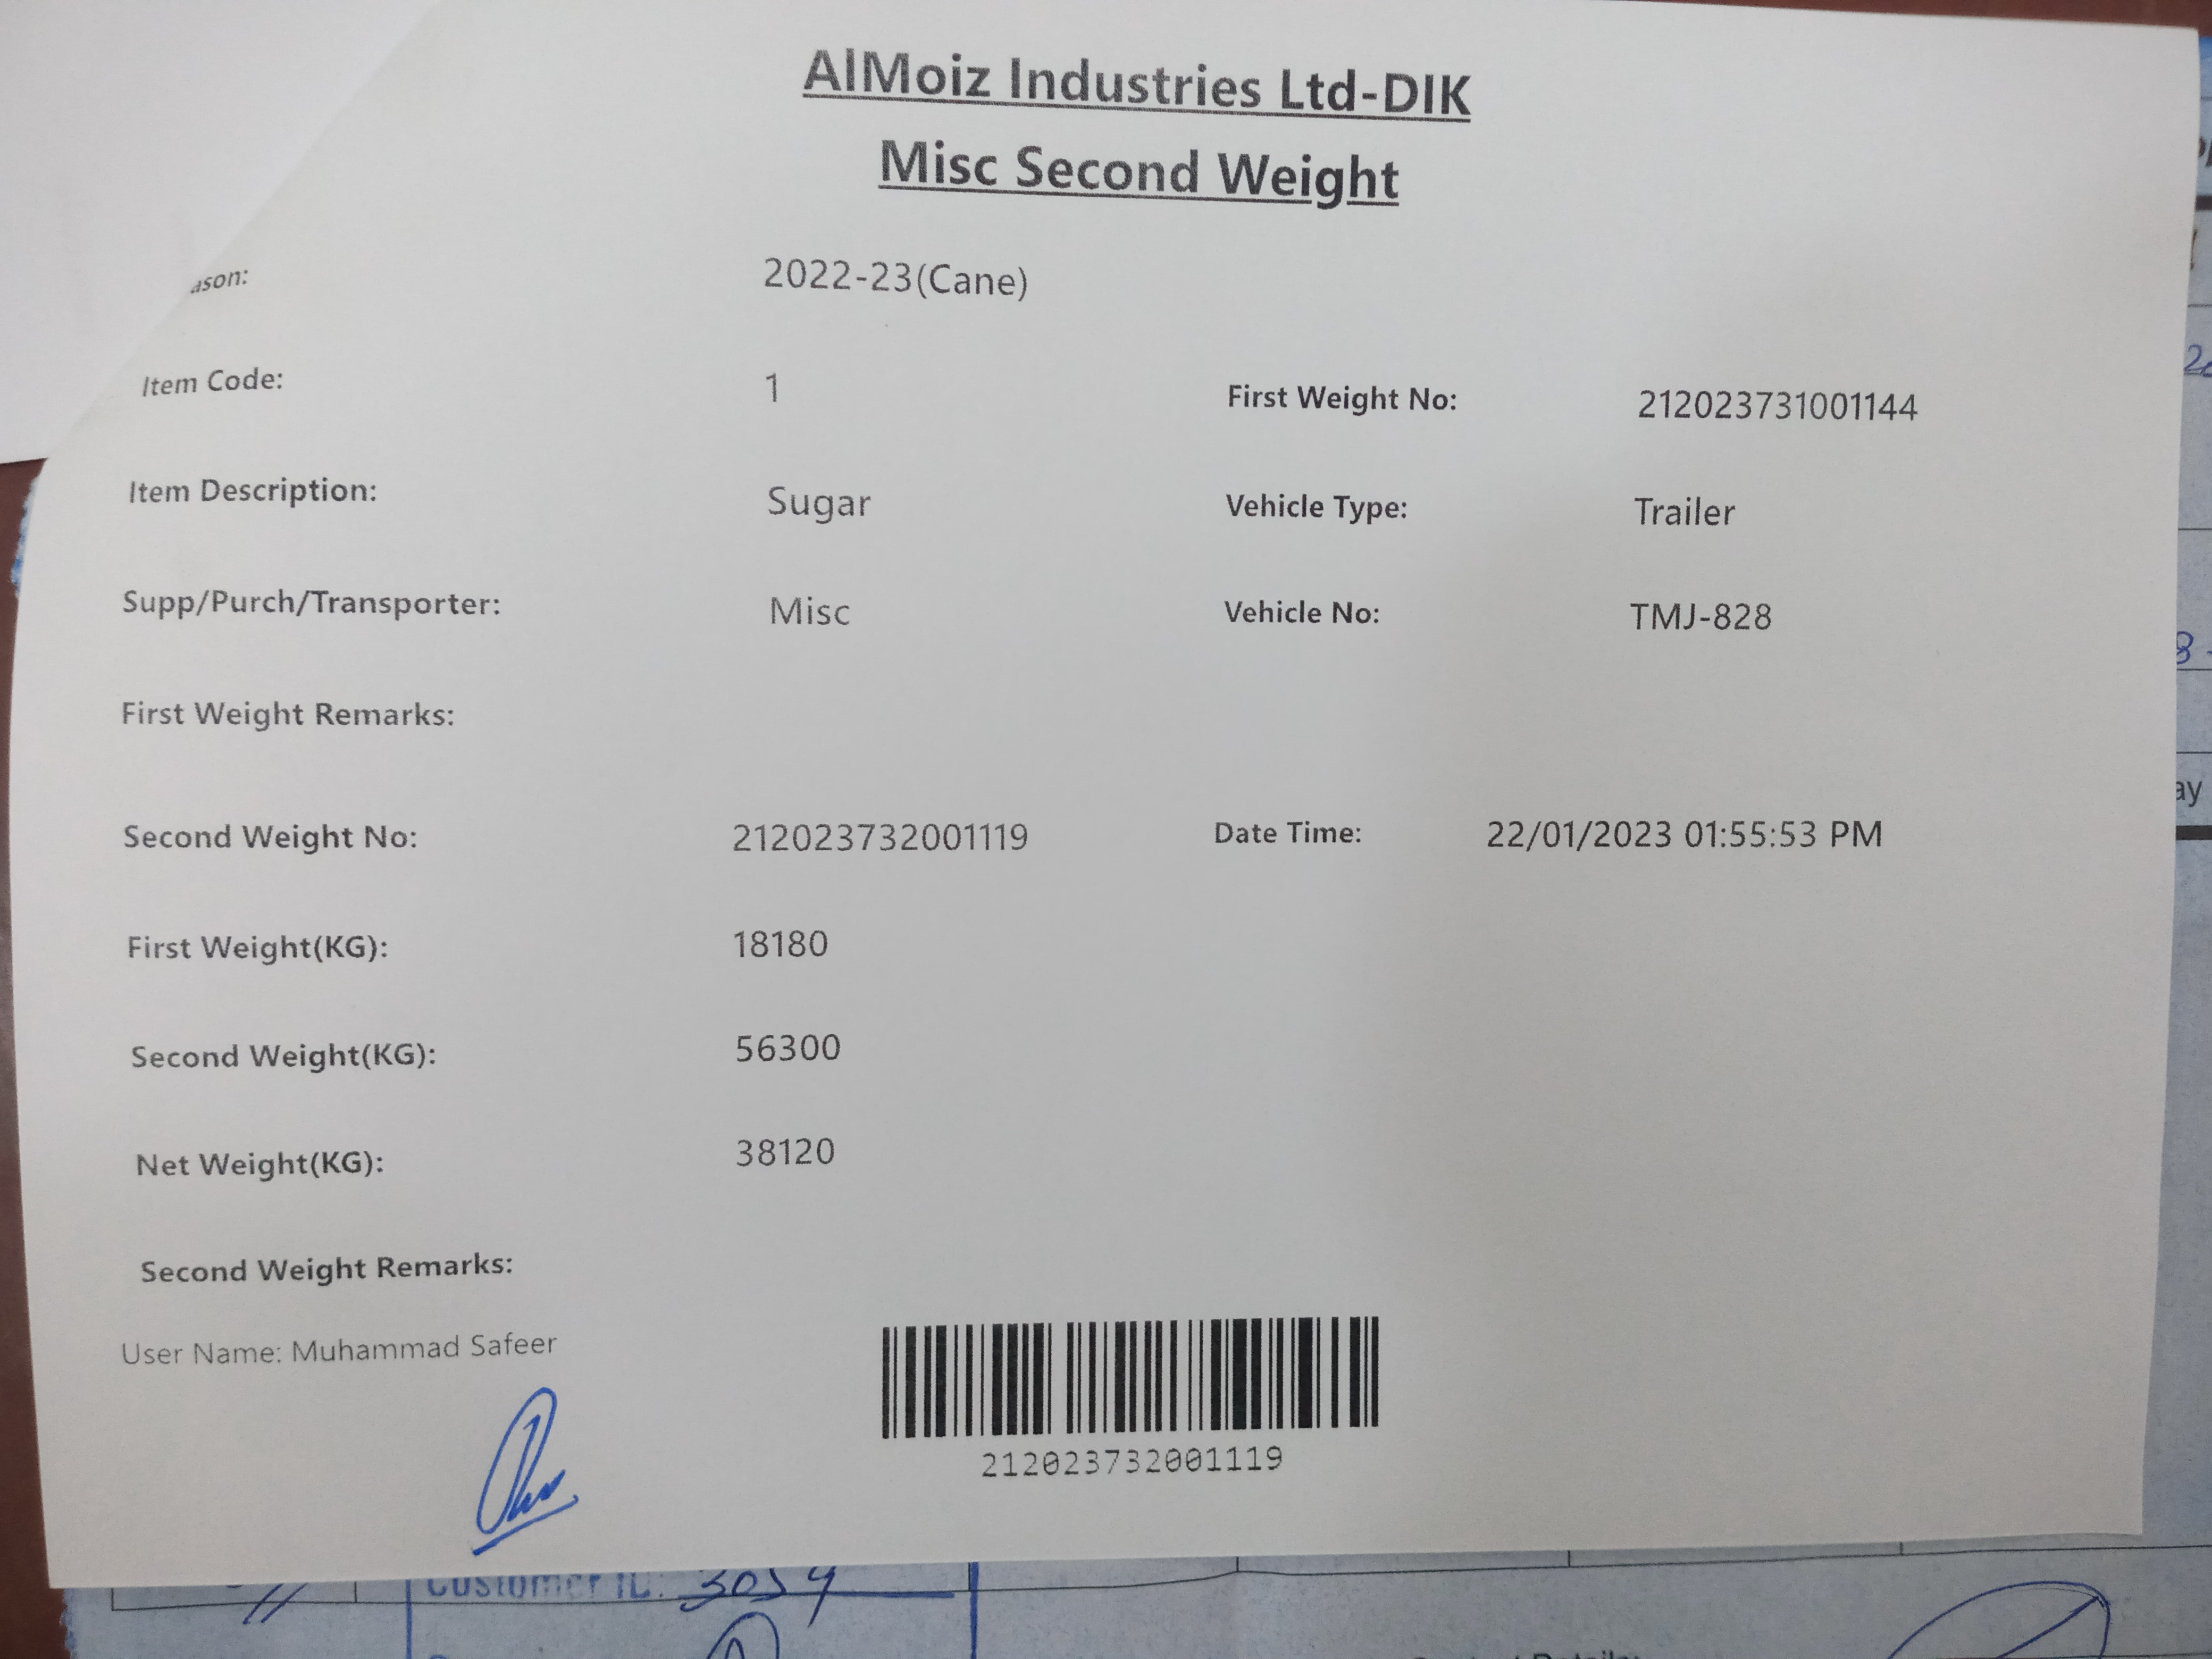 AlMoiz Industries Ltd-DIK
Misc Second Weight
ason: 2022-23(Cane)
Item Code: 1 First Weight No: 212023731001144
Item Description: Sugar Vehicle Type: Trailer
Supp/Purch/Transporter: Misc Vehicle No: TMJ-828
First Weight Remarks:
Second Weight No: 212023732001119 Date Time: 22/01/2023 01:55:53 PM
First Weight(KG): 18180
Second Weight(KG): 56300
Net Weight(KG): 38120
Second Weight Remarks:
User Name: Muhammad Safeer
212023732001119
Customer ID: 3054
ay